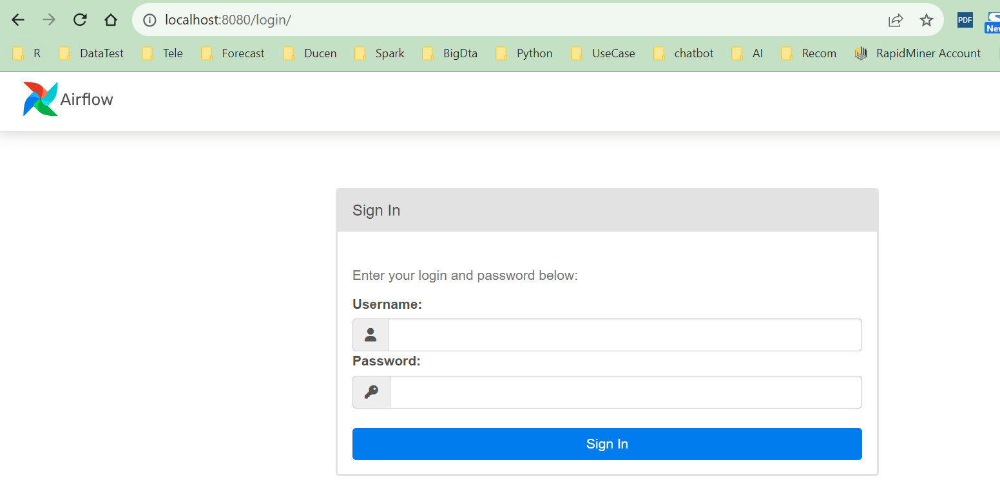 localhost:8080/login/
PDF
R DataTest Tele Forecast Ducen Spark BigDta Python UseCase chatbot AI Recom RapidMiner Account
Airflow
Sign In
Enter your login and password below:
Username:
Password:
Sign In